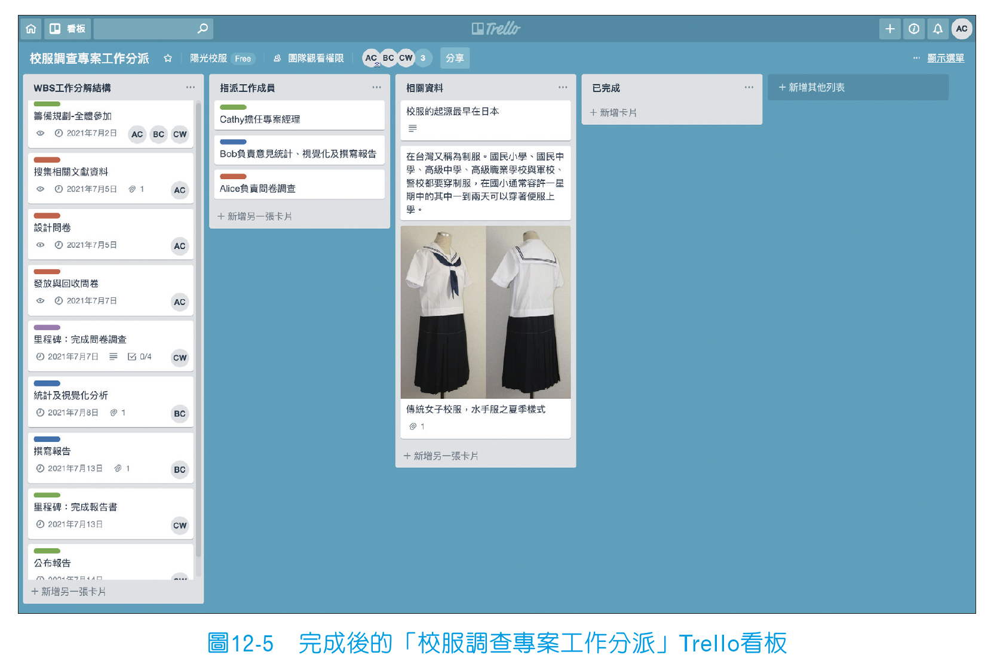 看板
Trello
AC
校服調查專案工作分派
陽光校服 Free
團隊觀看權限
AC BC CW 3
分享
... 顯示選單
WBS工作分解結構 ...
籌備規劃-全體參加
2021年7月2日 AC BC CW
搜集相關文獻資料
2021年7月5日 1 AC
設計問卷
2021年7月5日 AC
發放與回收問卷
2021年7月7日 AC
里程碑：完成問卷調查
2021年7月7日 0/4 CW
統計及視覺化分析
2021年7月8日 1 BC
撰寫報告
2021年7月13日 1 BC
里程碑：完成報告書
2021年7月13日 CW
公布報告
2021年7月14日 CW
+ 新增另一張卡片
指派工作成員 ...
Cathy擔任專案經理
Bob負責意見統計、視覺化及撰寫報告
Alice負責問卷調查
+ 新增另一張卡片
相關資料 ...
校服的起源最早在日本
在台灣又稱為制服。國民小學、國民中
學、高級中學、高級職業學校與軍校、
警校都要穿制服，在國小通常容許一星
期中的其中一到兩天可以穿著便服上
學。
傳統女子校服，水手服之夏季樣式
1
+ 新增另一張卡片
已完成 ...
+ 新增卡片
+ 新增其他列表
圖12-5 完成後的「校服調查專案工作分派」Trello看板